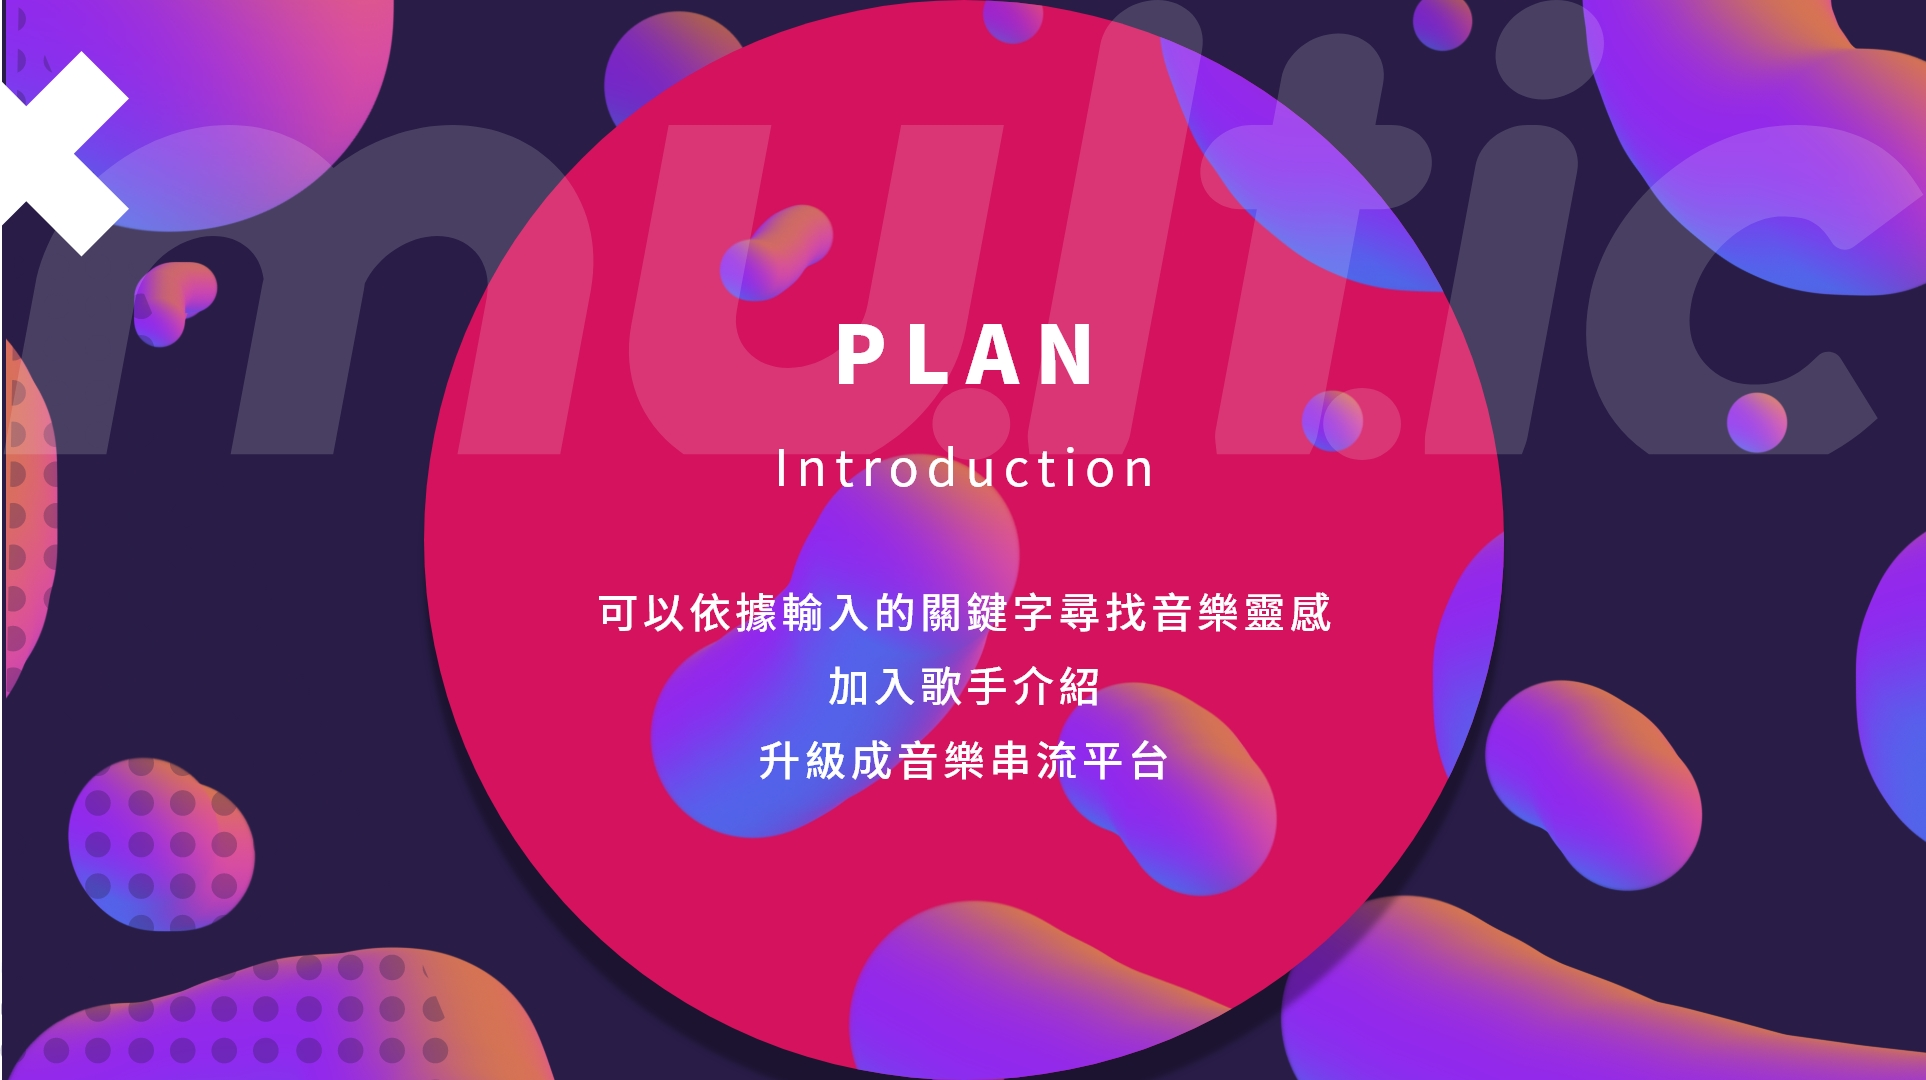 multic
PLAN
Introduction
可以依據輸入的關鍵字尋找音樂靈感
加入歌手介紹
升級成音樂串流平台